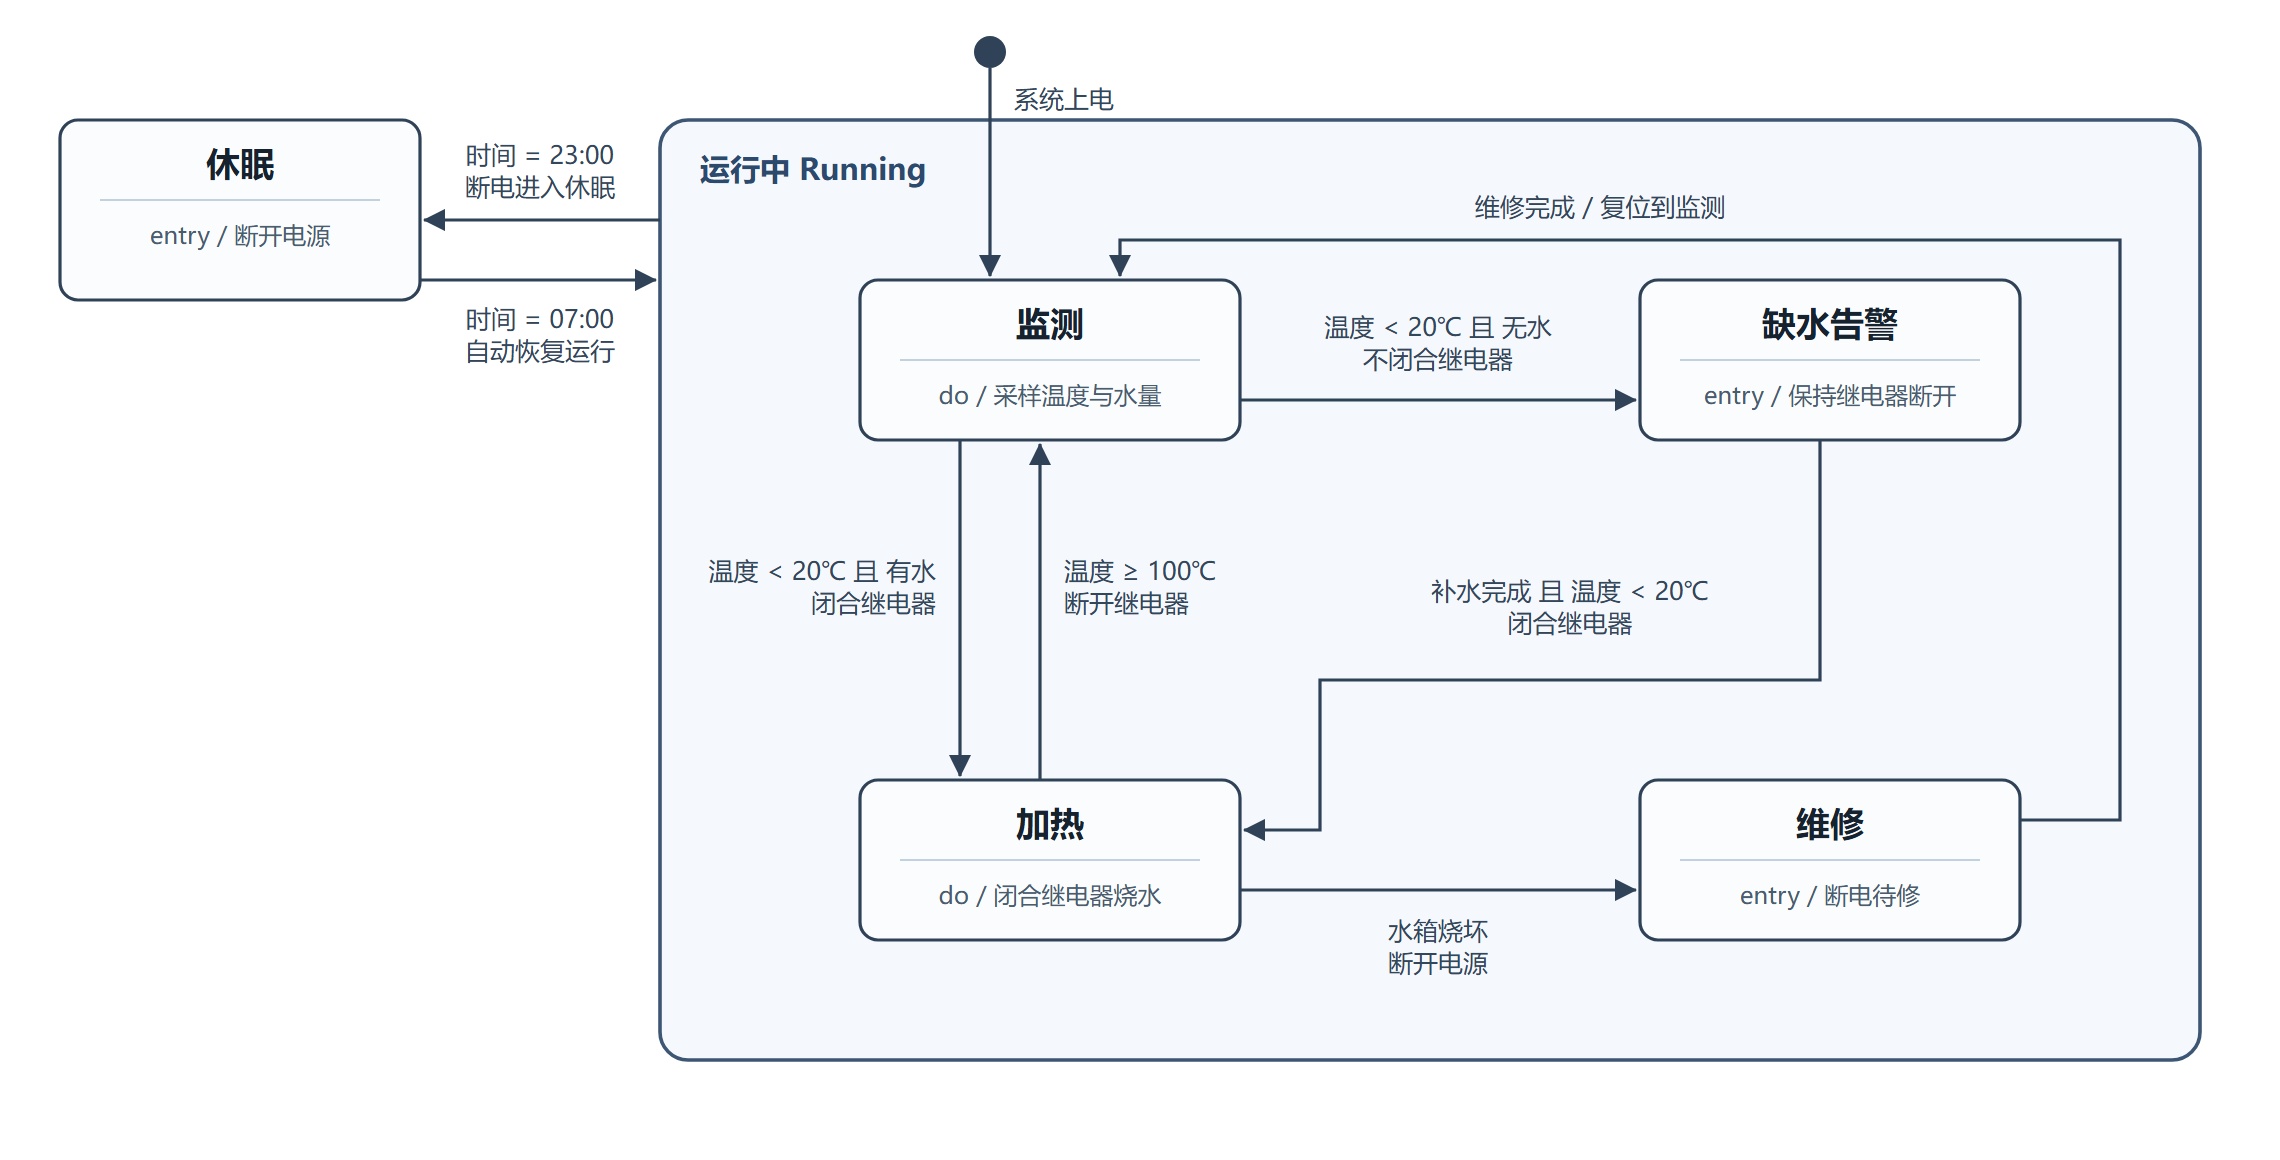 系统上电
休眠
entry / 断开电源
时间 = 23:00
断电进入休眠
时间 = 07:00
自动恢复运行
运行中 Running
维修完成 / 复位到监测
监测
do / 采样温度与水量
温度 < 20℃ 且 无水
不闭合继电器
缺水告警
entry / 保持继电器断开
温度 < 20℃ 且 有水
闭合继电器
温度 ≥ 100℃
断开继电器
补水完成 且 温度 < 20℃
闭合继电器
加热
do / 闭合继电器烧水
水箱烧坏
断开电源
维修
entry / 断电待修